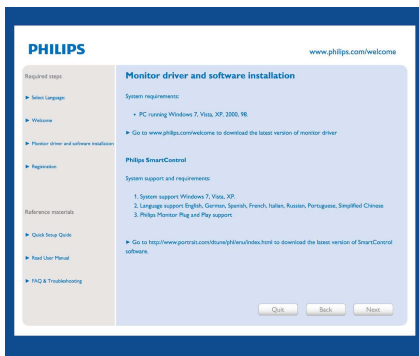 PHILIPS
www.philips.com/welcome
Required steps
► Select Language:
► Welcome
► Monitor driver and software installation
► Registration
Reference materials
► Quick Setup Guide
► Read User Manual
► FAQ & Troubleshooting
Monitor driver and software installation
System requirements:
• PC running Windows 7, Vista, XP, 2000, 98.
► Go to www.philips.com/welcome to download the latest version of monitor driver
Philips SmartControl
System support and requirements:
1. System support Windows 7, Vista, XP.
2. Language support English, German, Spanish, French, Italian, Russian, Portuguese, Simplified Chinese
3. Philips Monitor Plug and Play support
► Go to http://www.portrait.com/dtune/phl/enu/index.html to download the latest version of SmartControl
software.
Quit
Back
Next